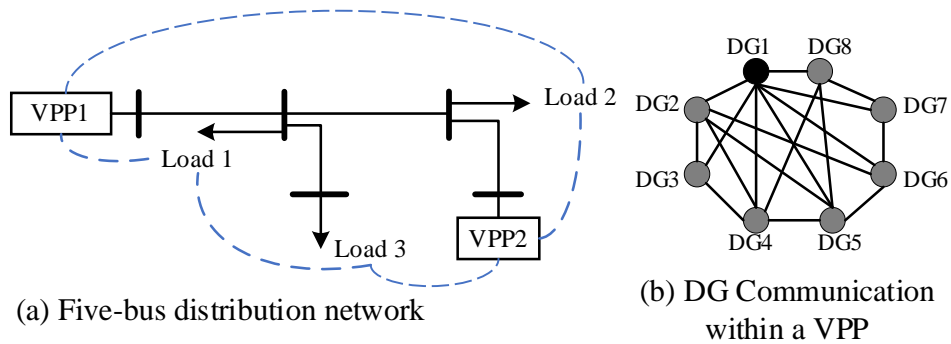 VPP1
Load 1
Load 2
Load 3
VPP2
(a) Five-bus distribution network
DG1
DG8
DG2
DG7
DG3
DG6
DG4
DG5
(b) DG Communication
within a VPP